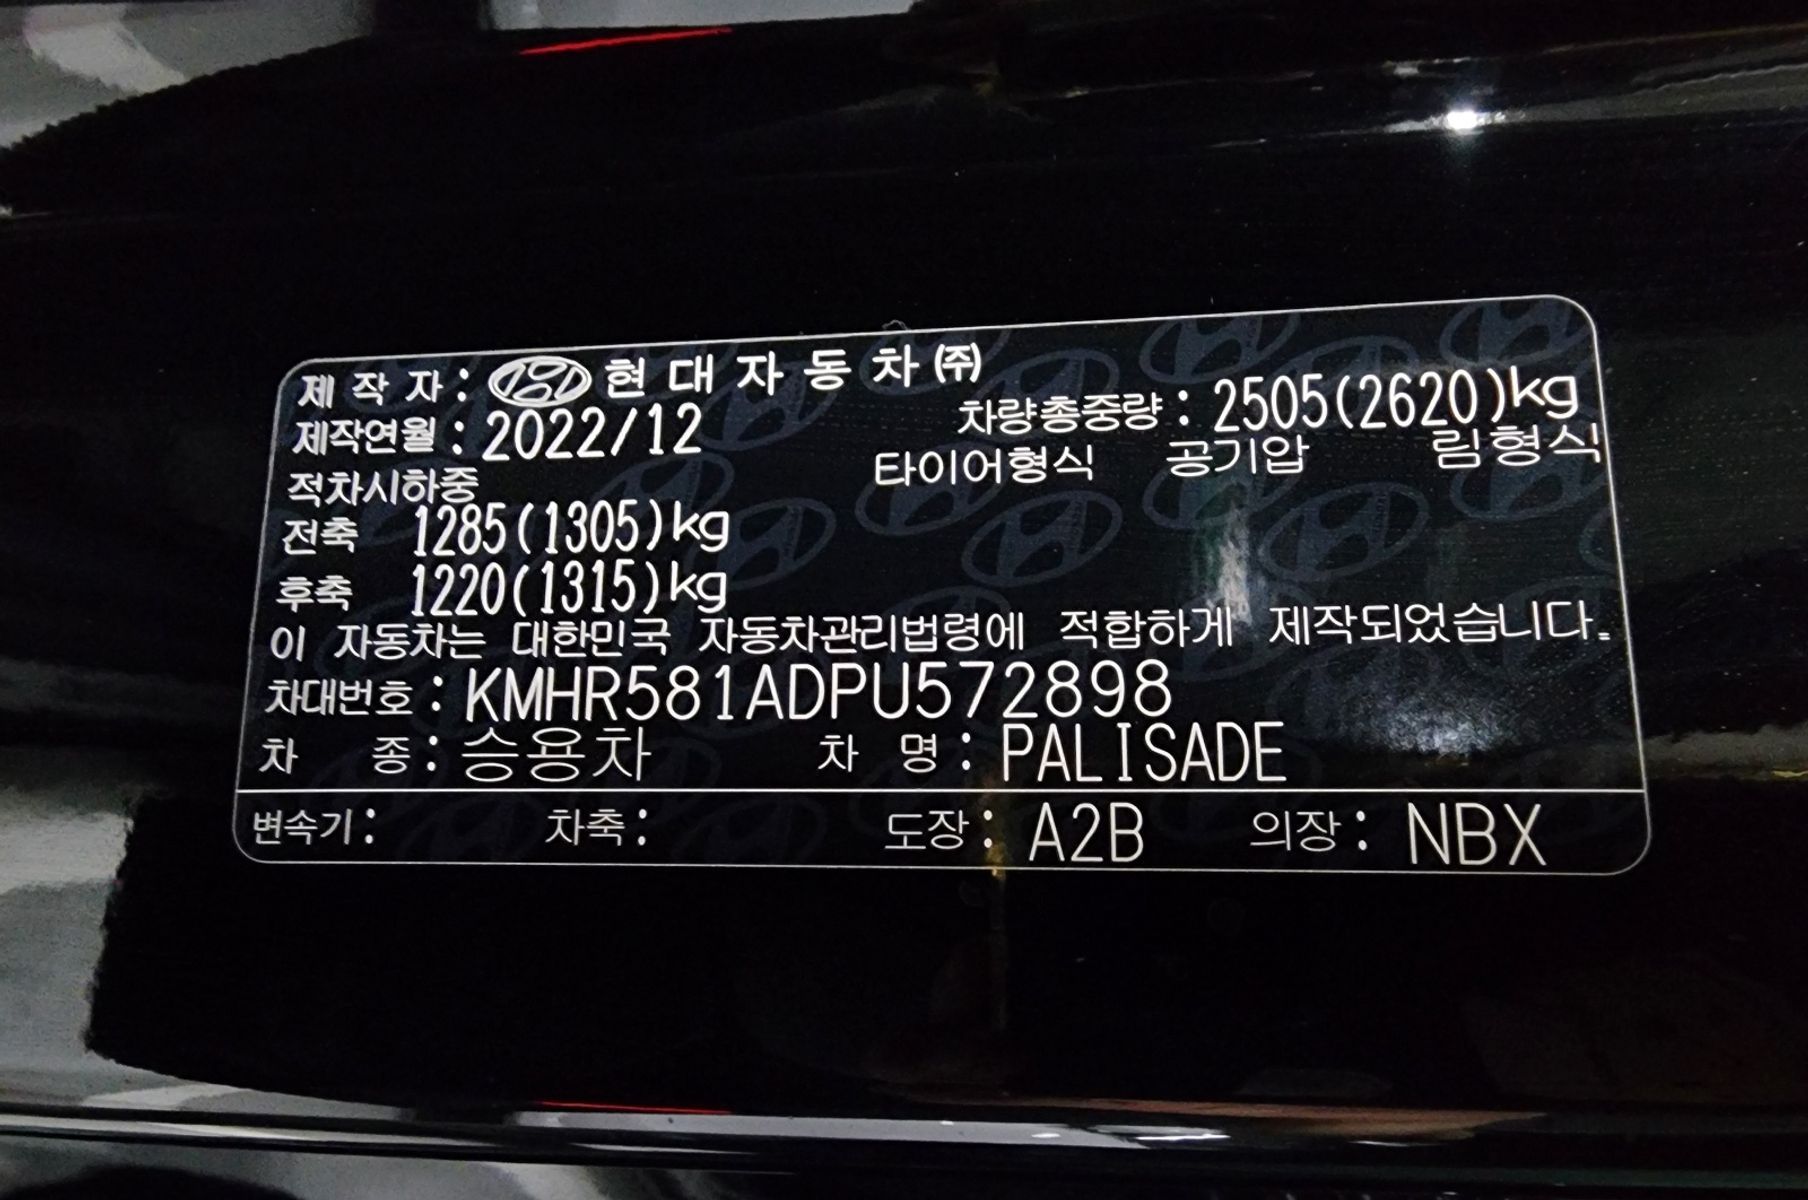 제 작 자 : 현 대 자 동 차 ㈜
제작연월 : 2022/12 차량총중량 : 2505(2620)kg
적차시하중 타이어형식 공기압 림형식
전축 1285(1305)kg
후축 1220(1315)kg
이 자동차는 대한민국 자동차관리법령에 적합하게 제작되었습니다.
차대번호 : KMHR581ADPU572898
차 종 : 승용차 차 명 : PALISADE
변속기 : 차축 : 도장 : A2B 의장 : NBX